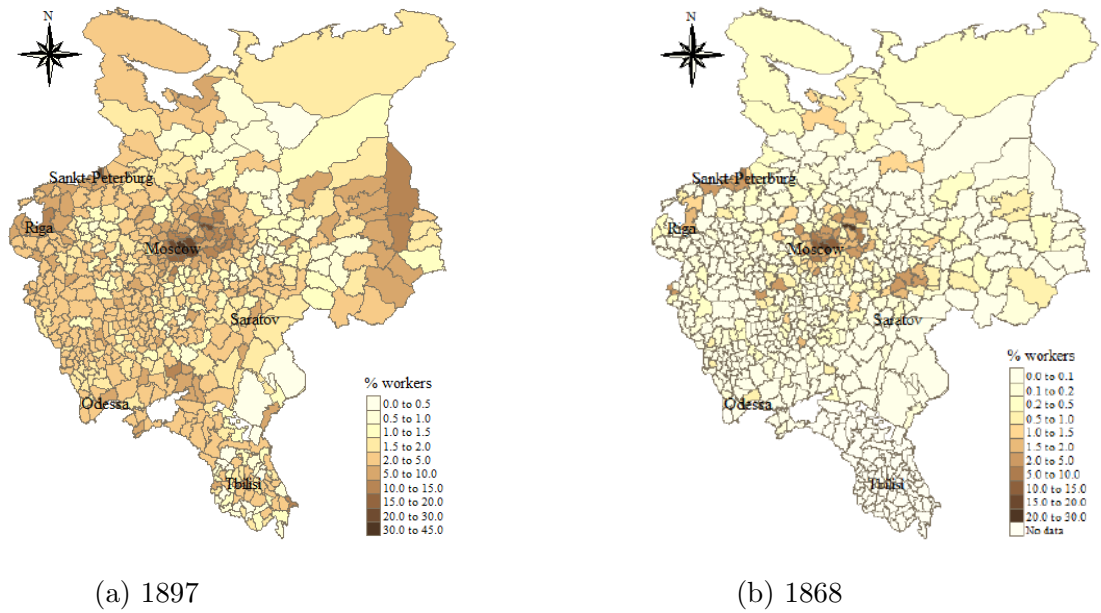 N
Sankt-Peterburg
Riga
Moscow
Saratov
Odessa
Tbilisi
% workers
0.0 to 0.5
0.5 to 1.0
1.0 to 1.5
1.5 to 2.0
2.0 to 5.0
5.0 to 10.0
10.0 to 15.0
15.0 to 20.0
20.0 to 30.0
30.0 to 45.0
(a) 1897
N
Sankt-Peterburg
Riga
Moscow
Saratov
Odessa
Tbilisi
% workers
0.0 to 0.1
0.1 to 0.2
0.2 to 0.5
0.5 to 1.0
1.0 to 1.5
1.5 to 2.0
2.0 to 5.0
5.0 to 10.0
10.0 to 15.0
15.0 to 20.0
20.0 to 30.0
No data
(b) 1868